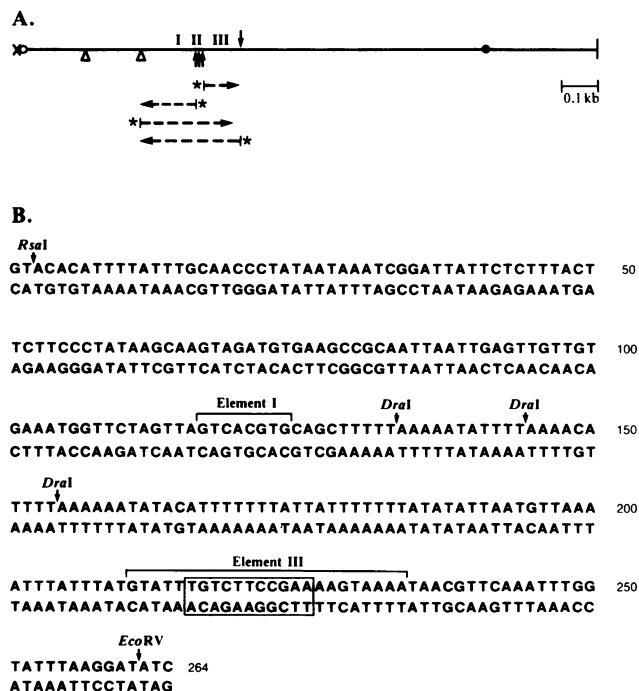 A.
I II III
0.1 kb
B.
RsaI
GTACACATTTTATTTGCAACCCTATAATAAATCGGATTATTCTCTTTACT 50
CATGTGTAAAATAAACGTTGGGATATTATTTAGCCTAATAAGAGAAATGA
TCTTCCCTATAAGCAAGTAGATGTGAAGCCGCAATTAATTGAGTTGTTGT 100
AGAAGGGATATTCGTTCATCTACACTTCGGCGTTAATTAACTCAACAACA
Element I DraI DraI
GAAATGGTTCTAGTTAGTCACGTGCAGCTTTTTAAAAATATTTTAAAACA 150
CTTTACCAAGATCAATCAGTGCACGTCGAAAAATTTTTATAAAATTTTGT
DraI
TTTTAAAAAATATACATTTTTTTATTATTTTTTTATATATTAATGTTAAA 200
AAAATTTTTTATATGTAAAAAAATAATAAAAAAATATATAATTACAATTT
Element III
ATTTATTTATGTATTTGTCTTCCGAAAAGTAAAATAACGTTCAAATTTGG 250
TAAATAAATACATAAACAGAAGGCTTTTCATTTTATTGCAAGTTTAAACC
EcoRV
TATTTAAGGATATC 264
ATAAATTCCTATAG